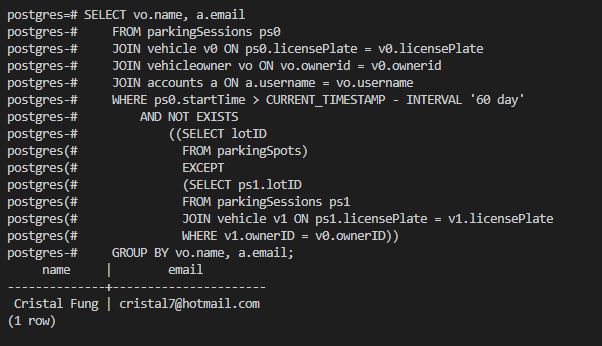 postgres=# SELECT vo.name, a.email
postgres-#     FROM parkingSessions ps0
postgres-#     JOIN vehicle v0 ON ps0.licensePlate = v0.licensePlate
postgres-#     JOIN vehicleowner vo ON vo.ownerid = v0.ownerid
postgres-#     JOIN accounts a ON a.username = vo.username
postgres-#     WHERE ps0.startTime > CURRENT_TIMESTAMP - INTERVAL '60 day'
postgres-#         AND NOT EXISTS
postgres-#             ((SELECT lotID
postgres(#               FROM parkingSpots)
postgres(#               EXCEPT
postgres(#               (SELECT ps1.lotID
postgres(#               FROM parkingSessions ps1
postgres(#               JOIN vehicle v1 ON ps1.licensePlate = v1.licensePlate
postgres(#               WHERE v1.ownerID = v0.ownerID))
postgres-#     GROUP BY vo.name, a.email;
     name     |        email
--------------+----------------------
 Cristal Fung | cristal7@hotmail.com
(1 row)